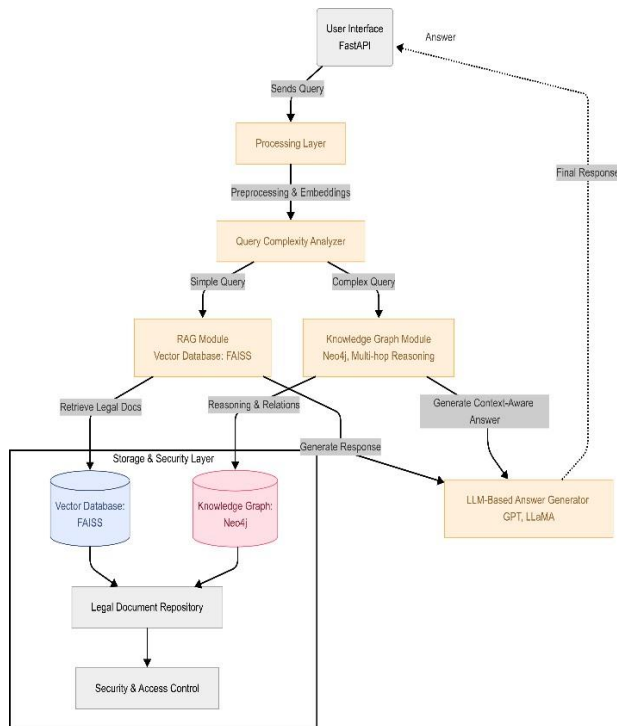 User Interface
FastAPI
Answer
Sends Query
Processing Layer
Final Response
Preprocessing & Embeddings
Query Complexity Analyzer
Simple Query
Complex Query
RAG Module
Vector Database: FAISS
Knowledge Graph Module
Neo4j, Multi-hop Reasoning
Retrieve Legal Docs
Reasoning & Relations
Generate Context-Aware
Answer
Generate Response
Storage & Security Layer
Vector Database:
FAISS
Knowledge Graph:
Neo4j
LLM-Based Answer Generator
GPT, LLaMA
Legal Document Repository
Security & Access Control